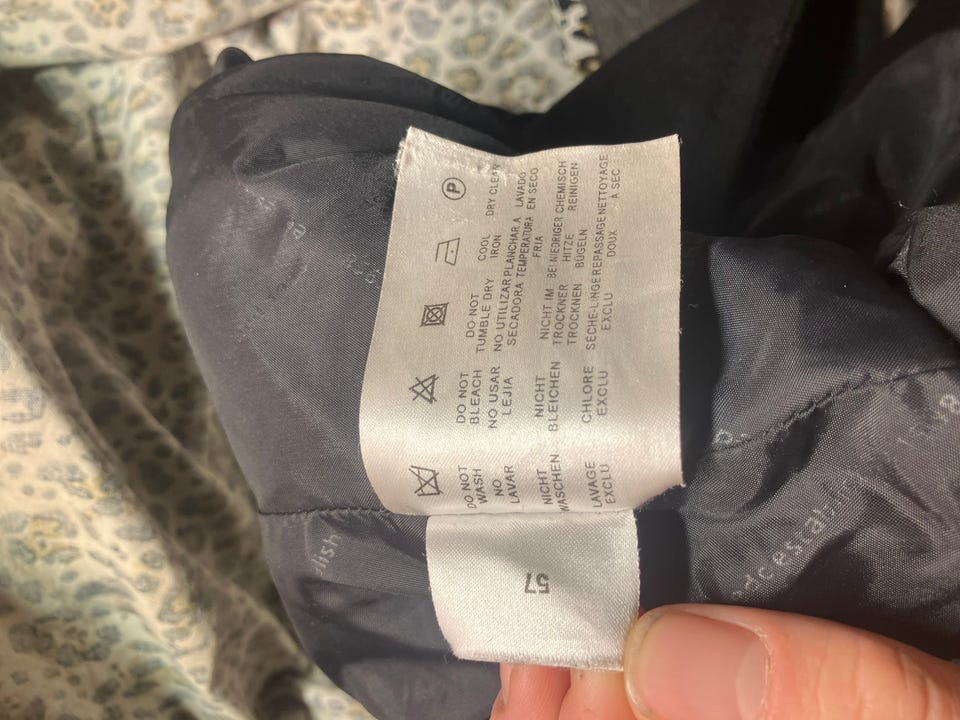 DO NOT
WASH
NO
LAVAR
NICHT
WASCHEN
LAVAGE
EXCLU
DO NOT
BLEACH
NO USAR
LEJIA
NICHT
BLEICHEN
CHLORE
EXCLU
DO NOT
TUMBLE DRY
NO UTILIZAR
SECADORA
NICHT IM
TROCKNER
TROCKNEN
SECHE-LINGE
EXCLU
COOL
IRON
PLANCHAR A
TEMPERATURA
FRIA
BEI NIEDRIGER
HITZE
BÜGELN
REPASSAGE
DOUX
P
DRY CLEAN
LAVADO
EN SECO
CHEMISCH
REINIGEN
NETTOYAGE
A SEC
57